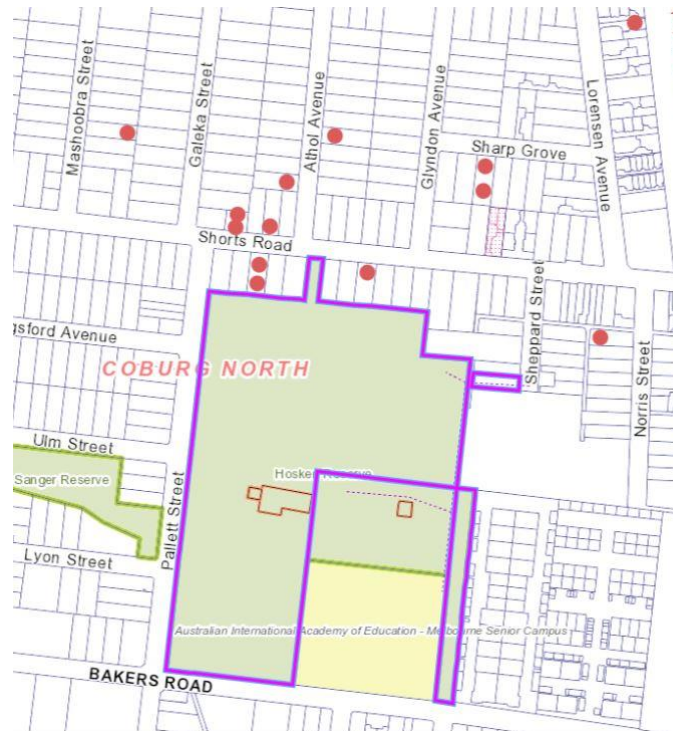 Mashoobra Street
Galeka Street
Athol Avenue
Glyndon Avenue
Lorensen Avenue
Sharp Grove
Shorts Road
gsford Avenue
COBURG NORTH
Sheppard Street
Norris Street
Ulm Street
Sanger Reserve
Hosken Reserve
Pallett Street
Lyon Street
Australian International Academy of Education - Melbourne Senior Campus
BAKERS ROAD